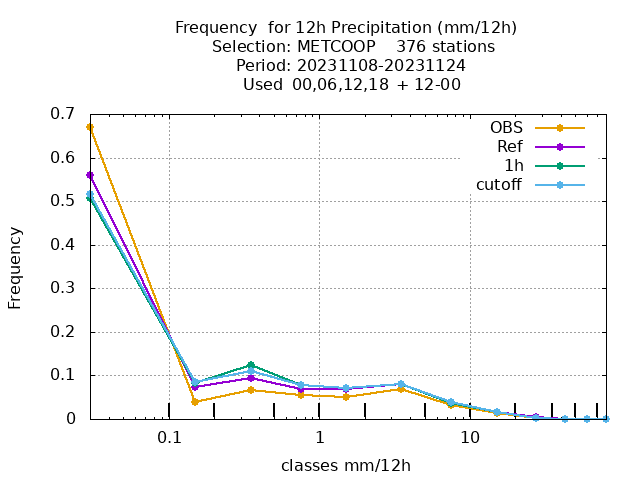 Frequency  for 12h Precipitation (mm/12h)
Selection: METCOOP    376 stations
Period: 20231108-20231124
Used  00,06,12,18  + 12-00
OBS
Ref
1h
cutoff
Frequency
0.7
0.6
0.5
0.4
0.3
0.2
0.1
0
0.1 1 10
classes mm/12h